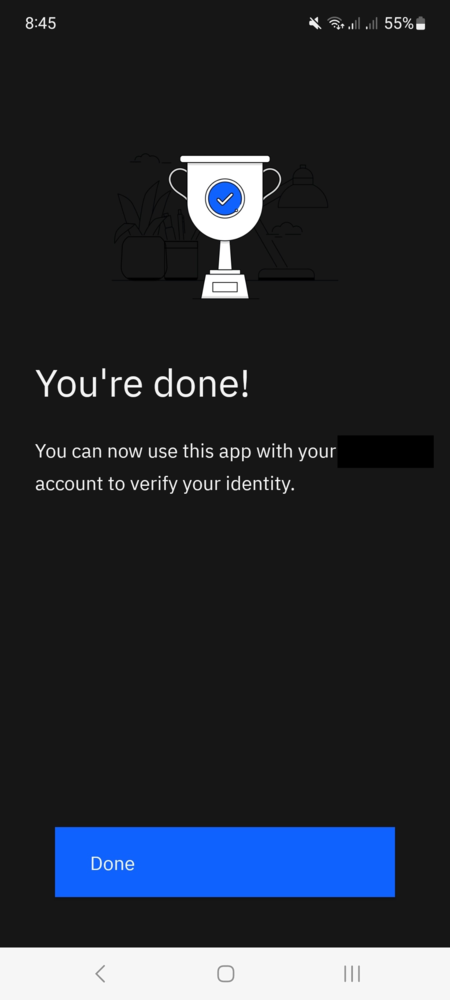 8:45
55%
You're done!
You can now use this app with your
account to verify your identity.
Done